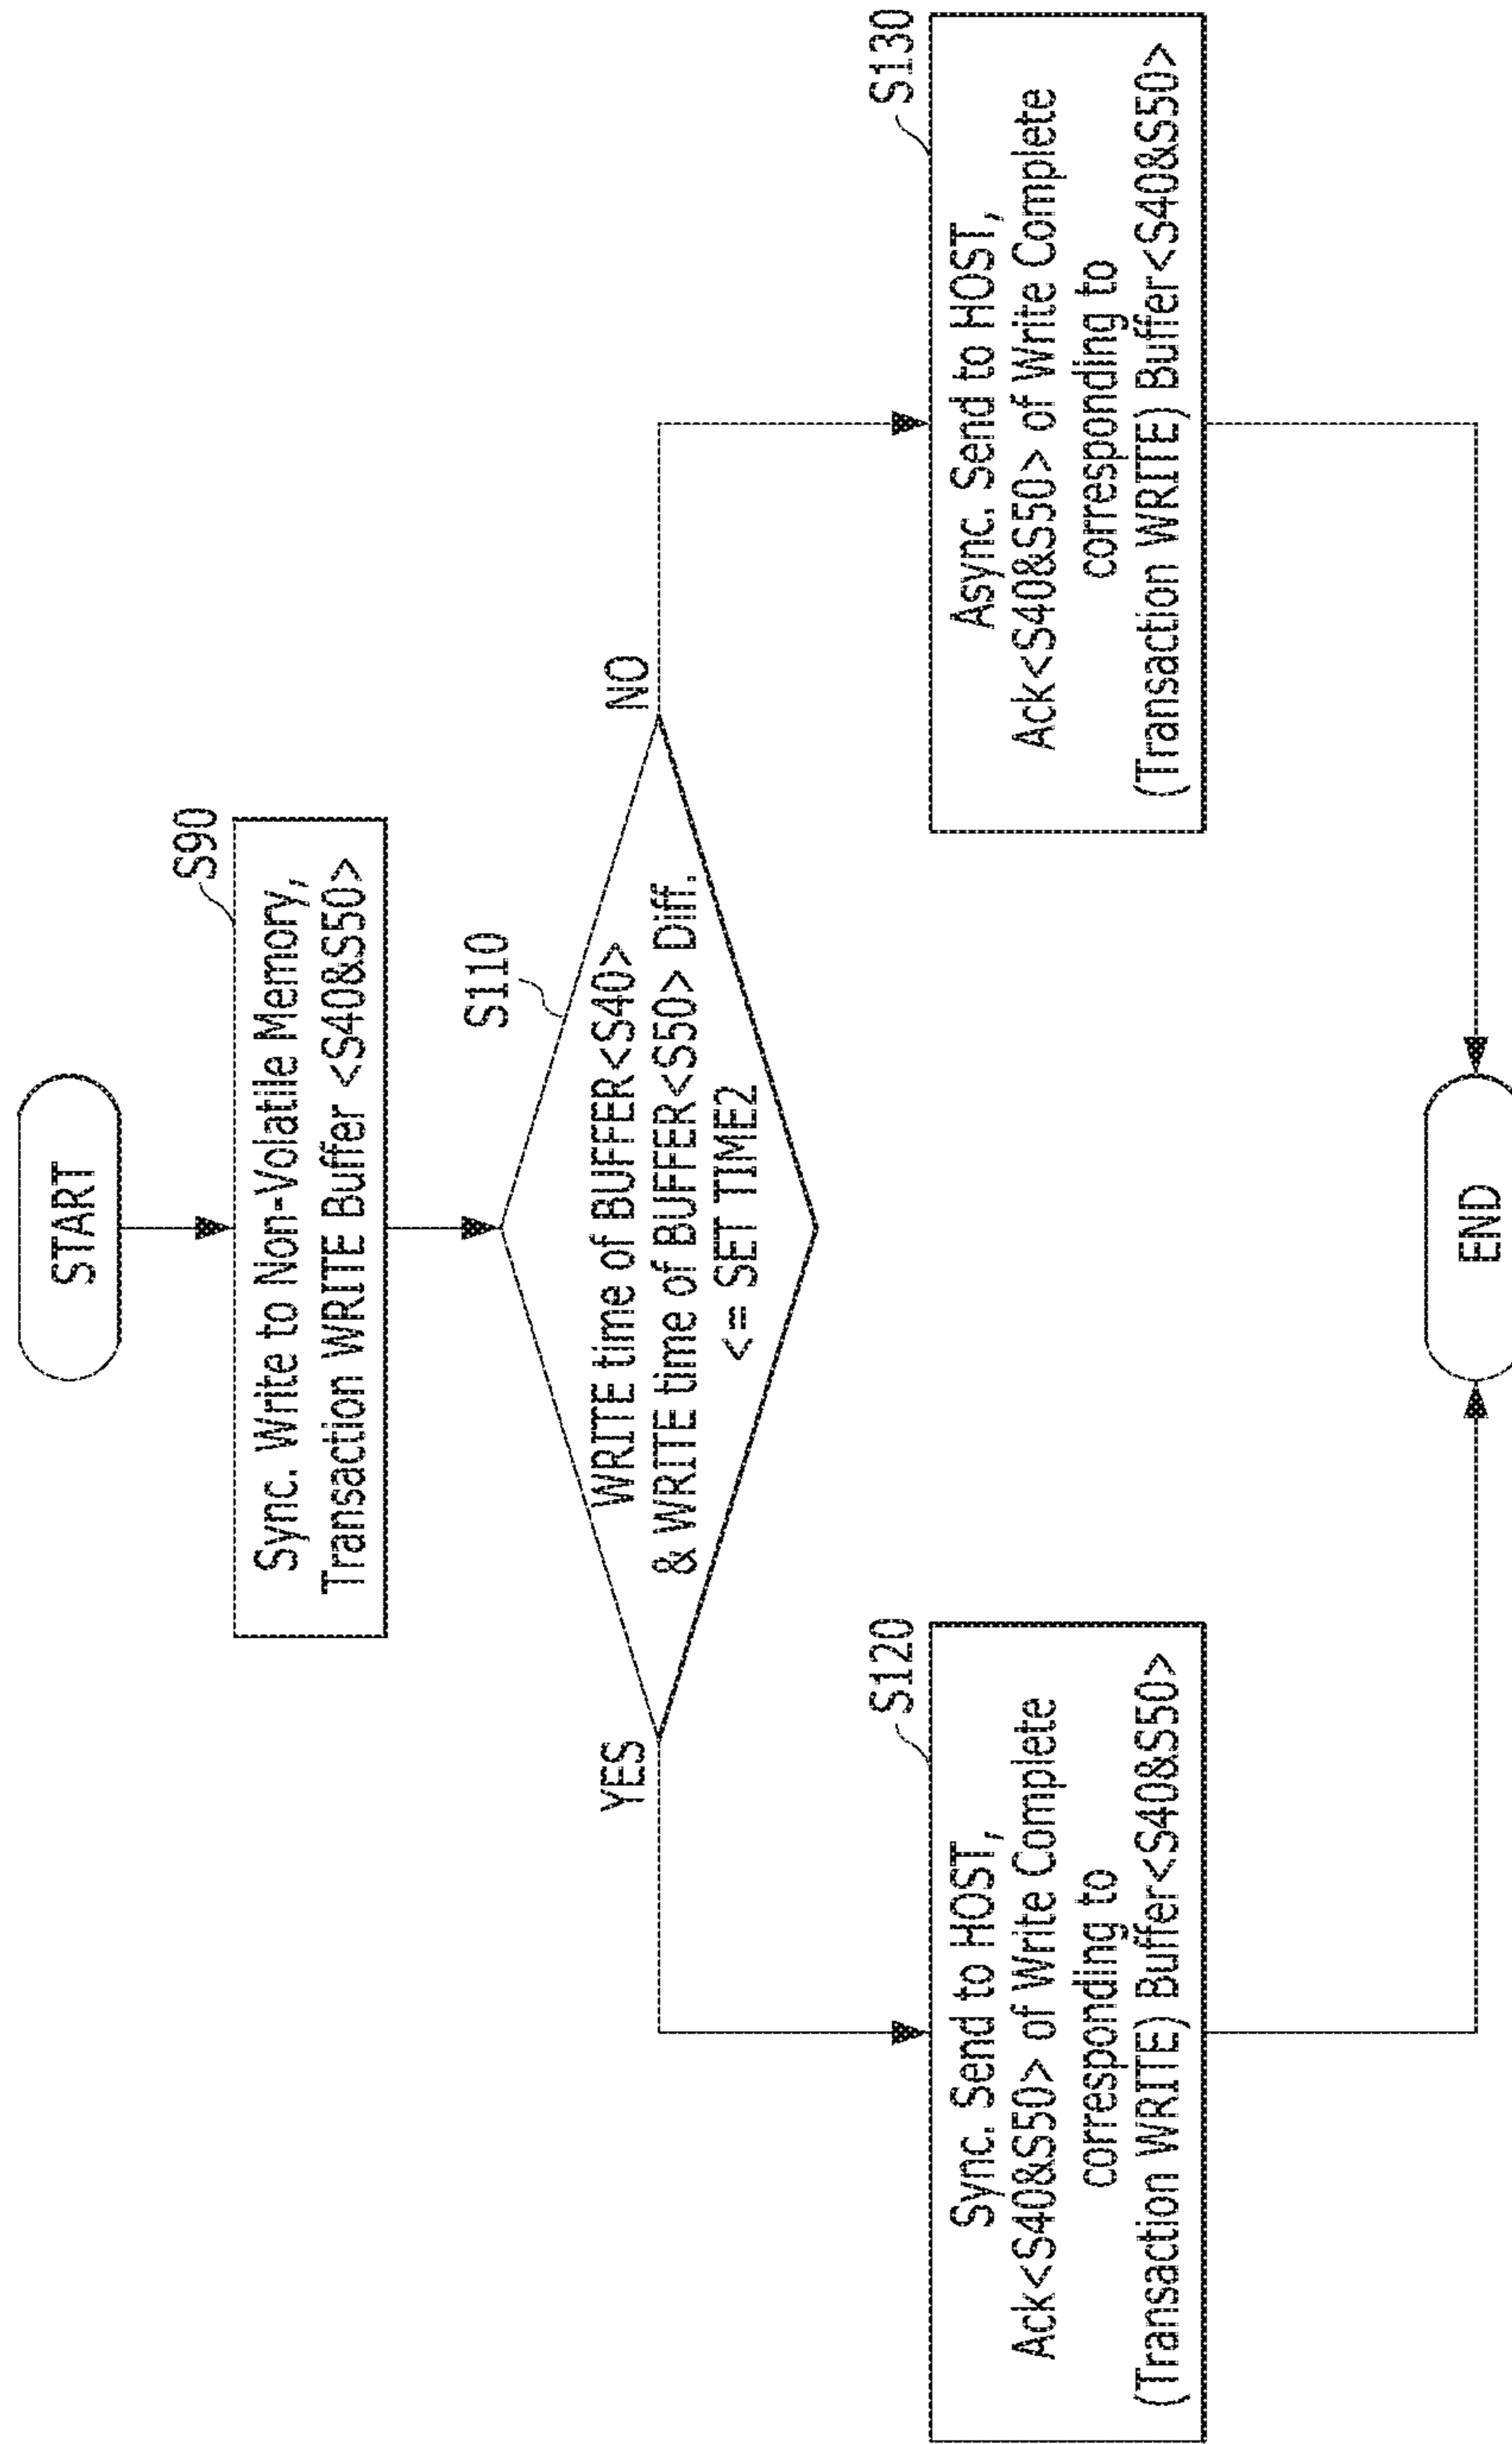 START
S90
Sync. Write to Non-Volatile Memory,
Transaction WRITE Buffer <S40&S50>
S110
WRITE time of BUFFER<S40>
& WRITE time of BUFFER<S50> Diff.
<= SET TIME2
YES
NO
S120
Sync. Send to HOST,
Ack<S40&S50> of Write Complete
corresponding to
(Transaction WRITE) Buffer<S40&S50>
S130
Async. Send to HOST,
Ack<S40&S50> of Write Complete
corresponding to
(Transaction WRITE) Buffer<S40&S50>
END